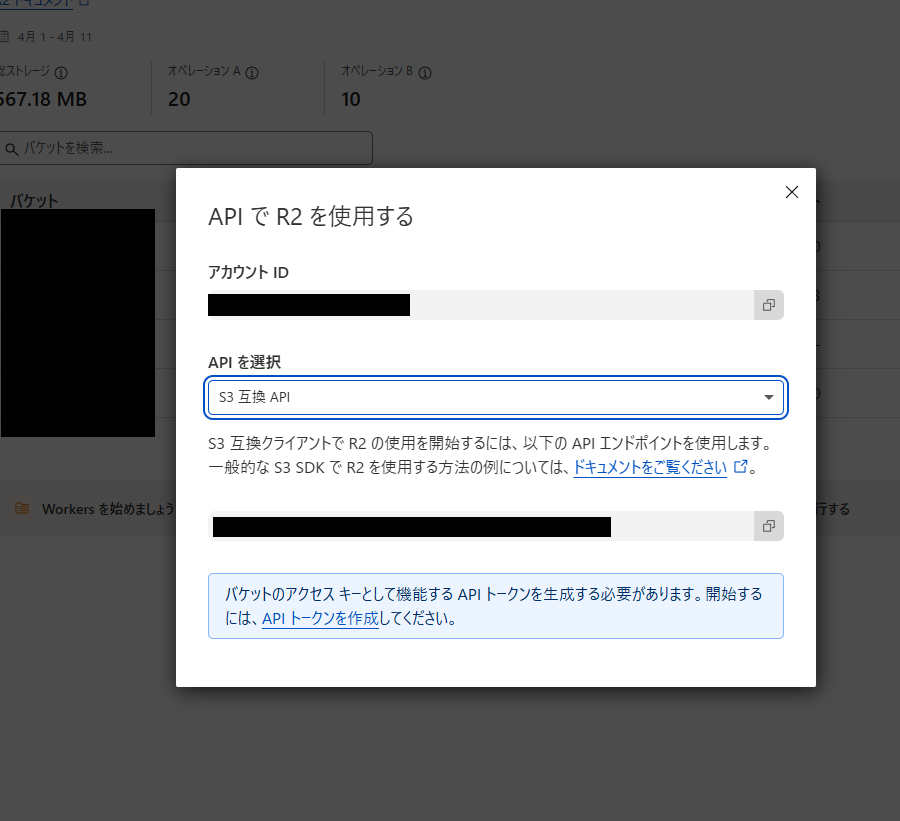 R2 ドキュメント
4月 1 - 4月 11
総ストレージ
オペレーション A
オペレーション B
567.18 MB
20
10
バケットを検索...
バケット
API で R2 を使用する
アカウント ID
API を選択
S3 互換 API
S3 互換クライアントで R2 の使用を開始するには、以下の API エンドポイントを使用します。
一般的な S3 SDK で R2 を使用する方法の例については、ドキュメントをご覧ください。
Workers を始めましょう
行する
バケットのアクセス キーとして機能する API トークンを生成する必要があります。開始する
には、API トークンを作成してください。